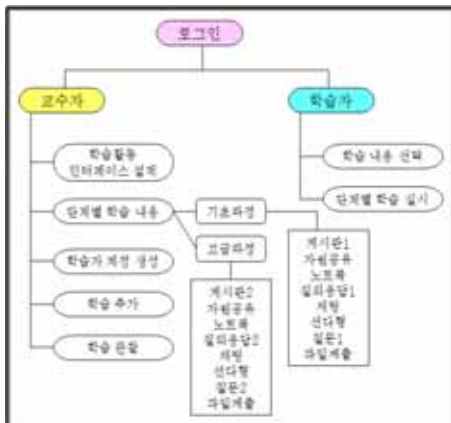 로그인
교수자
학습자
학습활동
인터페이스 설계
단계별 학습 내용
학습자 계정 생성
학습 추가
학습 관찰
기초과정
고급과정
학습 내용 선택
단계별 학습 실시
게시판2
자원공유
노트북
질의응답2
채팅
선다형
질문2
파일제출
게시판1
자원공유
노트북
질의응답1
채팅
선다형
질문1
파일제출